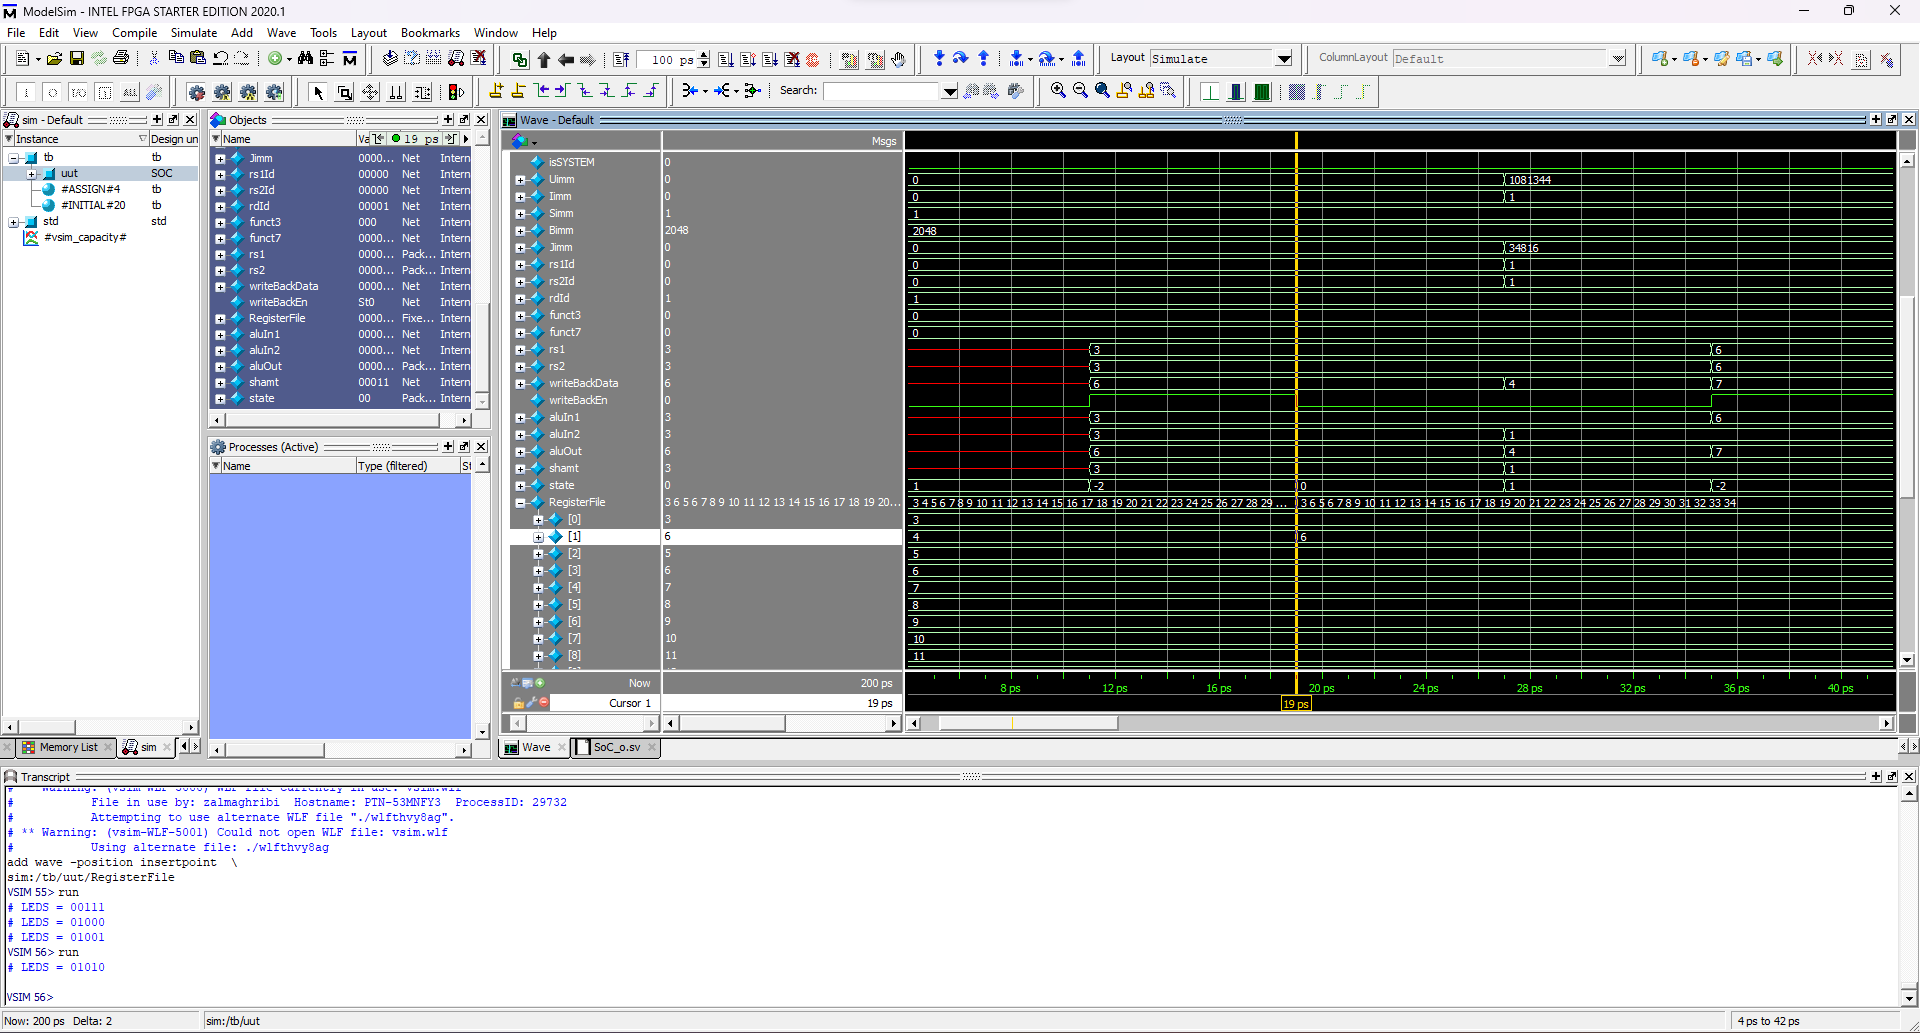 ModelSim - INTEL FPGA STARTER EDITION 2020.1
File Edit View Compile Simulate Add Wave Tools Layout Bookmarks Window Help
100 ps
Layout Simulate
ColumnLayout Default
Search:
sim - Default
Instance Design un
tb tb
uut SOC
#ASSIGN#4 tb
#INITIAL#20 tb
std std
#vsim_capacity#
Memory List
sim
Objects
Name Va 19 ps
Jimm 0000... Net Intern
rs1Id 00000 Net Intern
rs2Id 00000 Net Intern
rdId 00001 Net Intern
funct3 000 Net Intern
funct7 0000... Net Intern
rs1 0000... Pack... Intern
rs2 0000... Pack... Intern
writeBackData 0000... Net Intern
writeBackEn St0 Net Intern
RegisterFile 0000... Fixe... Intern
aluIn1 0000... Net Intern
aluIn2 0000... Net Intern
aluOut 0000... Pack... Intern
shamt 00011 Net Intern
state 00 Pack... Intern
Processes (Active)
Name Type (filtered) St
Wave - Default
Msgs
isSYSTEM 0
Uimm 0 0 1081344
Iimm 0 0 1
Simm 1 1
Bimm 2048 2048
Jimm 0 0 34816
rs1Id 0 0 1
rs2Id 0 0 1
rdId 1 1
funct3 0 0
funct7 0 0
rs1 3 3 6
rs2 3 3 6
writeBackData 6 6 4 7
writeBackEn 0
aluIn1 3 3 6
aluIn2 3 3 1
aluOut 6 6 4 7
shamt 3 3 1
state 0 1 -2 0 1 -2
RegisterFile 3 6 5 6 7 8 9 10 11 12 13 14 15 16 17 18 19 20... 3 4 5 6 7 8 9 10 11 12 13 14 15 16 17 18 19 20 21 22 23 24 25 26 27 28 29 ... 3 6 5 6 7 8 9 10 11 12 13 14 15 16 17 18 19 20 21 22 23 24 25 26 27 28 29 30 31 32 33 34
[0] 3 3
[1] 6 4 6
[2] 5 5
[3] 6 6
[4] 7 7
[5] 8 8
[6] 9 9
[7] 10 10
[8] 11 11
Now 200 ps 8 ps 12 ps 16 ps 20 ps 24 ps 28 ps 32 ps 36 ps 40 ps
Cursor 1 19 ps 19 ps
Wave
SoC_o.sv
Transcript
# Warning: (vsim-WLF-5000) WLF file currently in use: vsim.wlf
# File in use by: zalmaghribi Hostname: PTN-53MNFY3 ProcessID: 29732
# Attempting to use alternate WLF file "./wlfthvy8ag".
# ** Warning: (vsim-WLF-5001) Could not open WLF file: vsim.wlf
# Using alternate file: ./wlfthvy8ag
add wave -position insertpoint \
sim:/tb/uut/RegisterFile
VSIM 55> run
# LEDS = 00111
# LEDS = 01000
# LEDS = 01001
VSIM 56> run
# LEDS = 01010
VSIM 56>
Now: 200 ps Delta: 2
sim:/tb/uut
4 ps to 42 ps